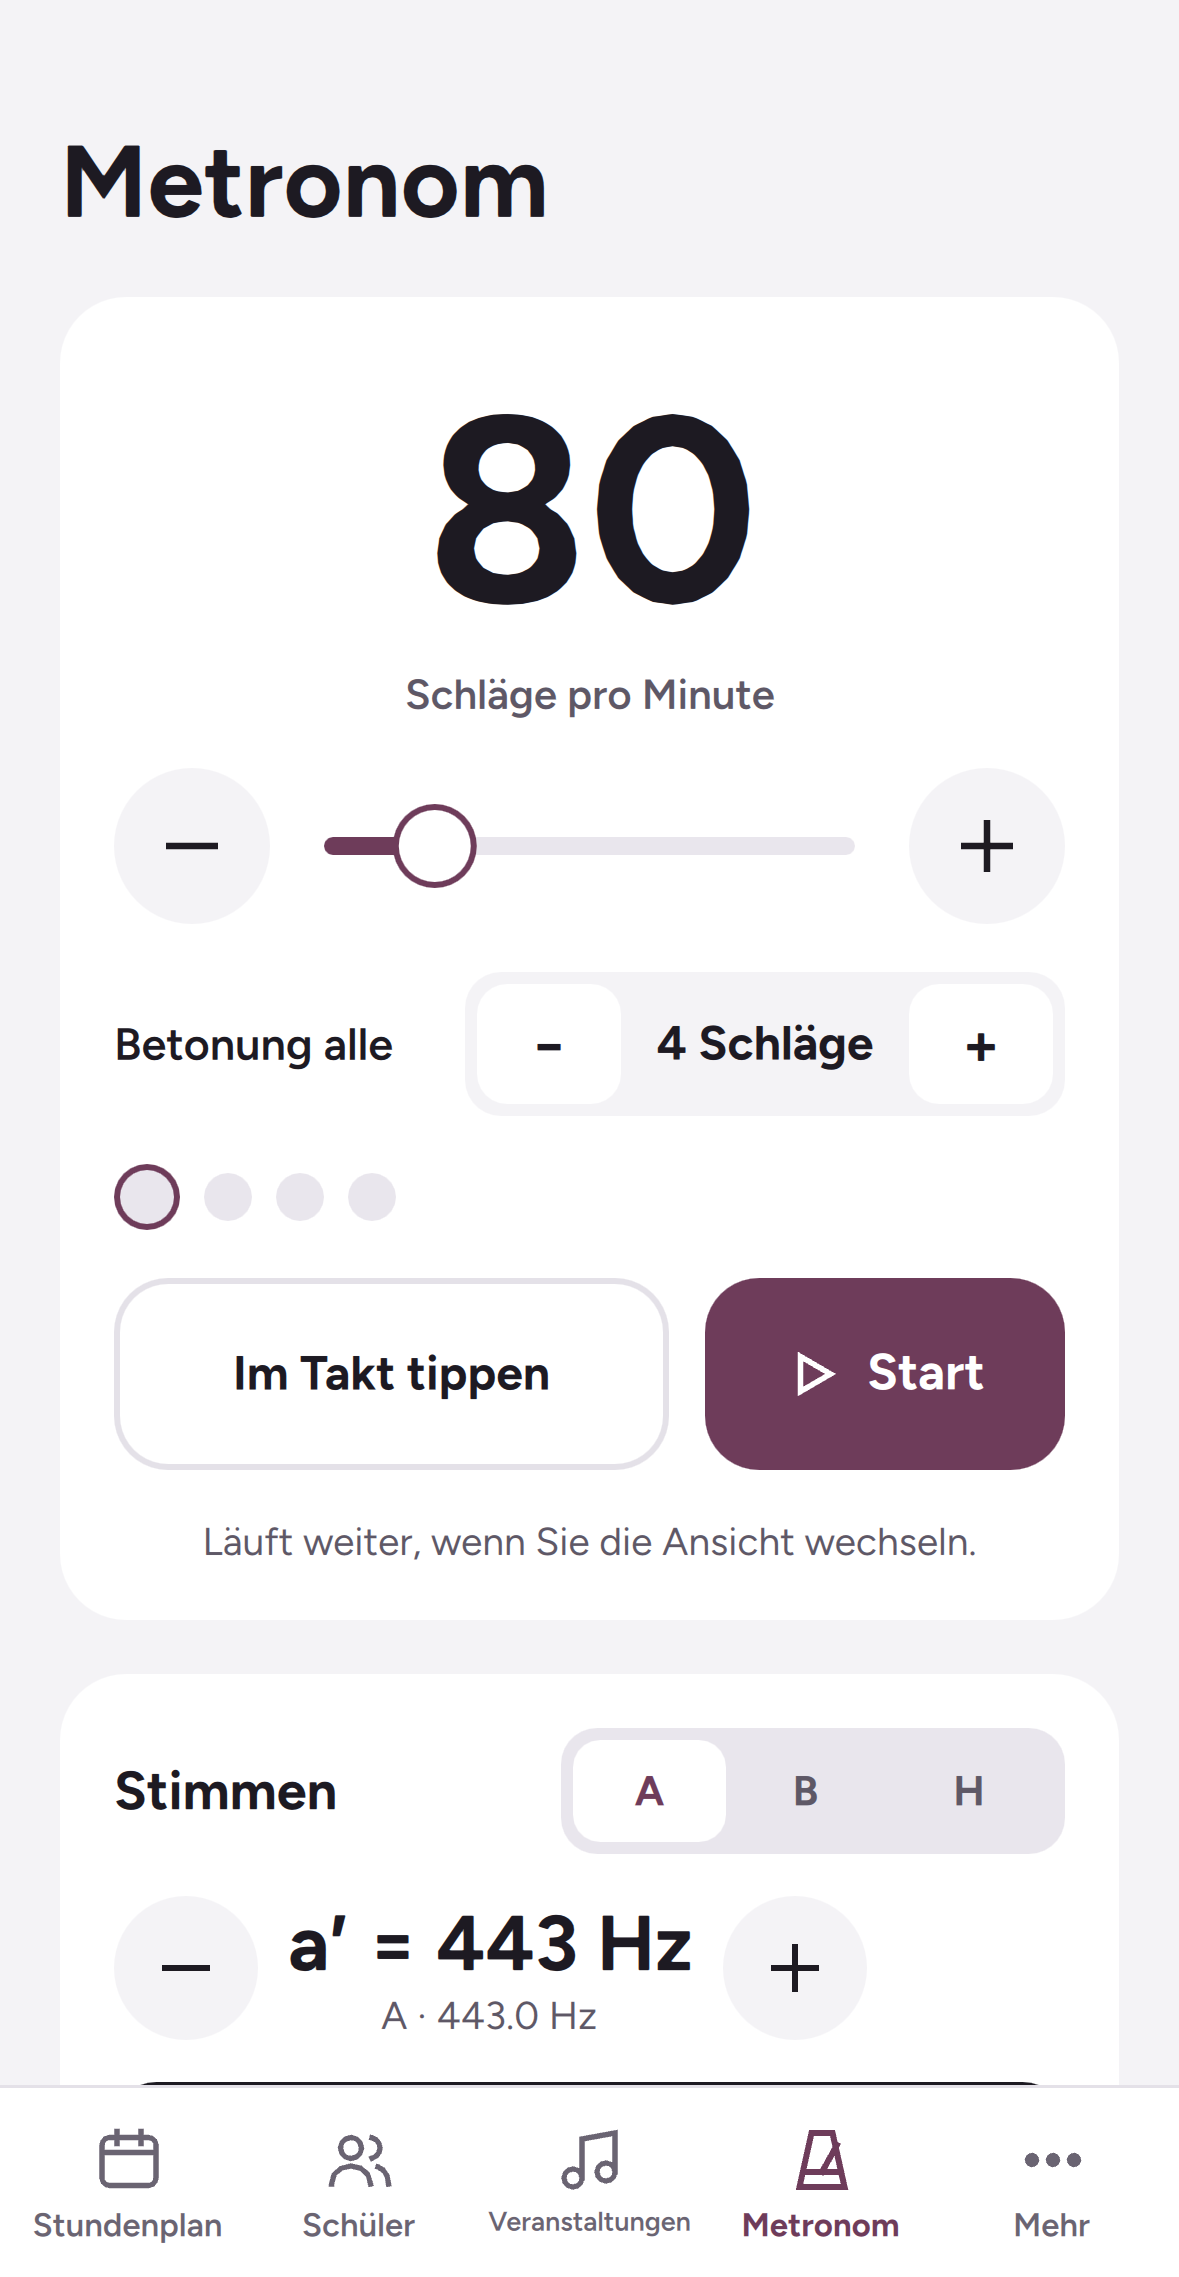 Metronom
80
Schläge pro Minute
Betonung alle
-
4 Schläge
+
Im Takt tippen
Start
Läuft weiter, wenn Sie die Ansicht wechseln.
Stimmen
A
B
H
a′ = 443 Hz
A · 443.0 Hz
Stundenplan
Schüler
Veranstaltungen
Metronom
Mehr